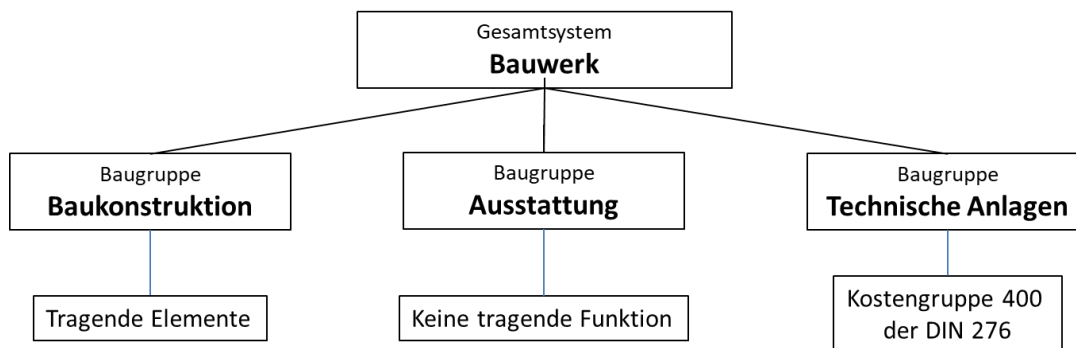 Gesamtsystem
Bauwerk
Baugruppe
Baukonstruktion
Baugruppe
Ausstattung
Baugruppe
Technische Anlagen
Tragende Elemente
Keine tragende Funktion
Kostengruppe 400
der DIN 276